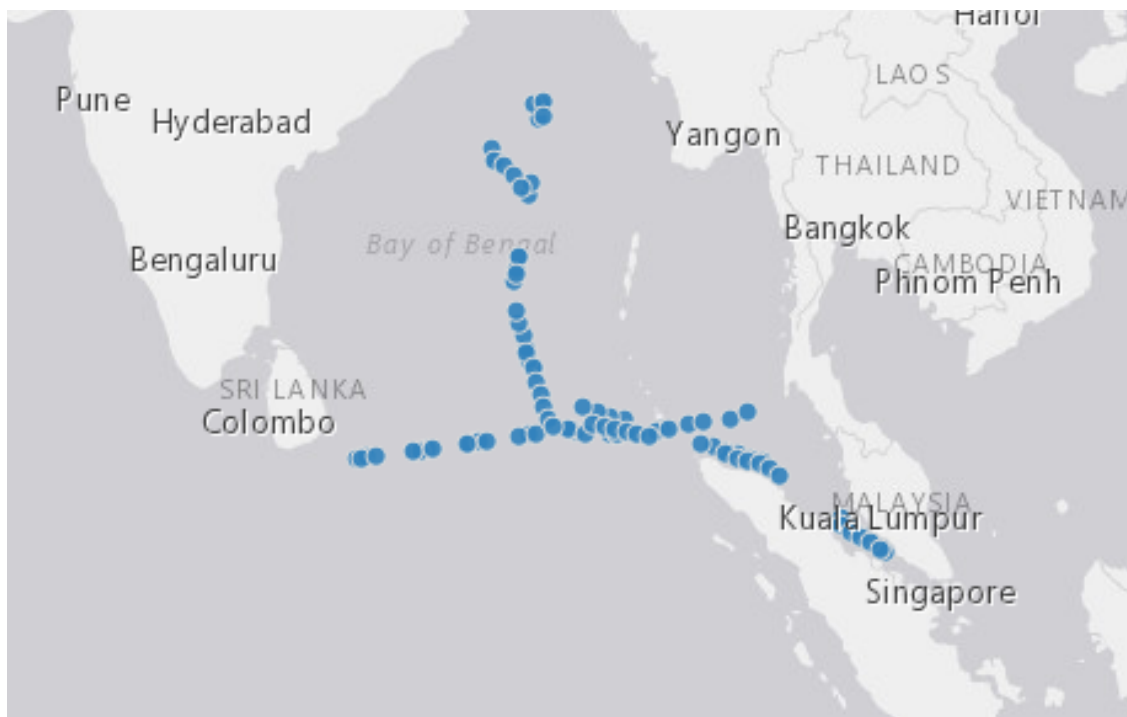 Hanoi
LAOS
Pune
Hyderabad
Yangon
THAILAND
VIETNAM
Bangkok
Bay of Bengal
Bengaluru
CAMBODIA
Phnom Penh
SRI LANKA
Colombo
MALAYSIA
Kuala Lumpur
Singapore